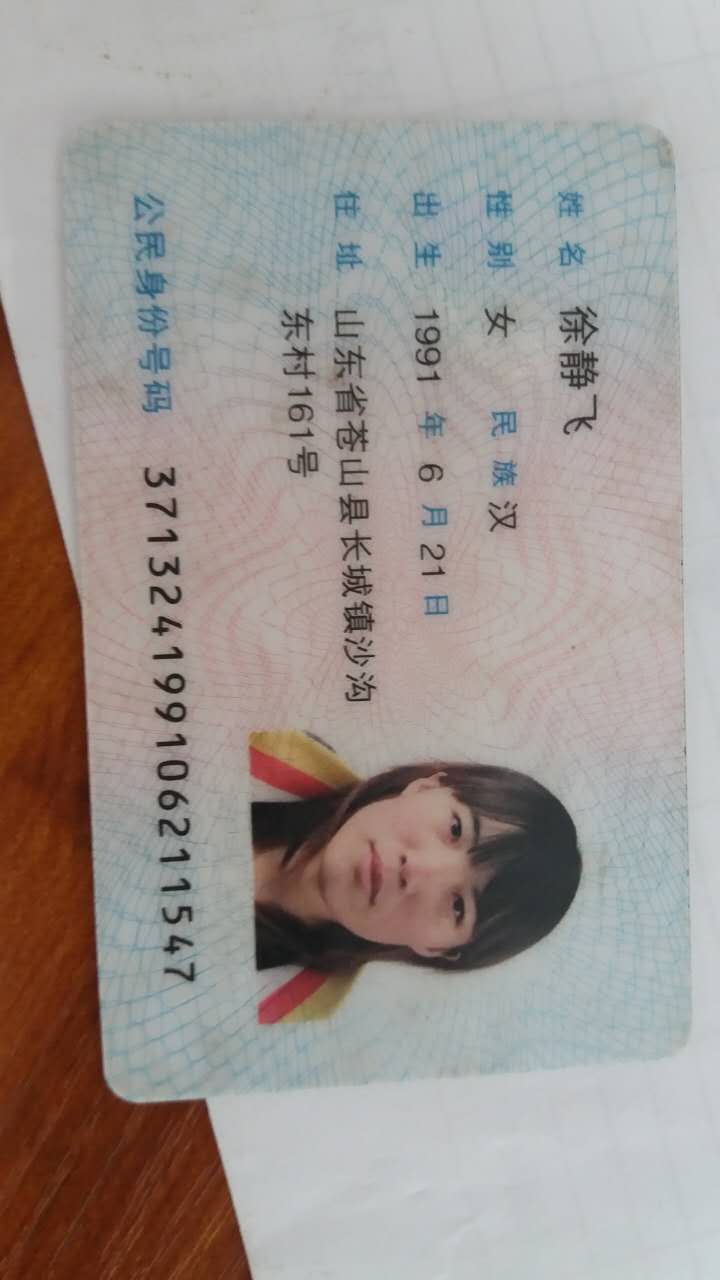 姓名 徐静飞
性别 女 民族 汉
出生 1991 年 6 月 21 日
住址 山东省苍山县长城镇沙沟
东村161号
公民身份号码 371324199106211547